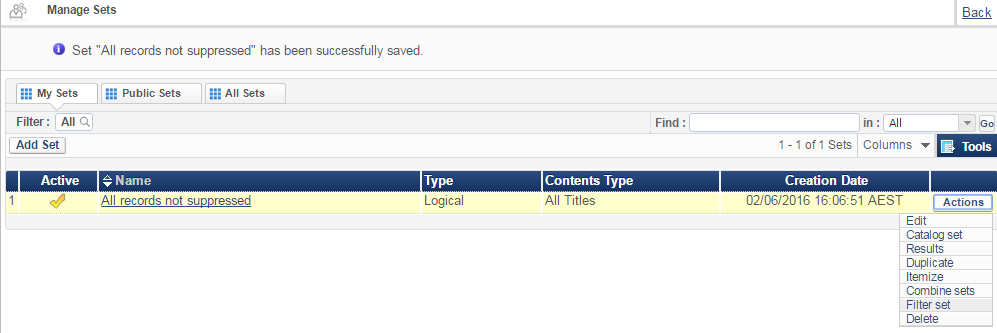 Manage Sets
Back
Set "All records not suppressed" has been successfully saved.
My Sets Public Sets All Sets
Filter : All Find : in : All Go
Add Set 1 - 1 of 1 Sets Columns Tools
Active Name Type Contents Type Creation Date
1 All records not suppressed Logical All Titles 02/06/2016 16:06:51 AEST Actions
Edit
Catalog set
Results
Duplicate
Itemize
Combine sets
Filter set
Delete